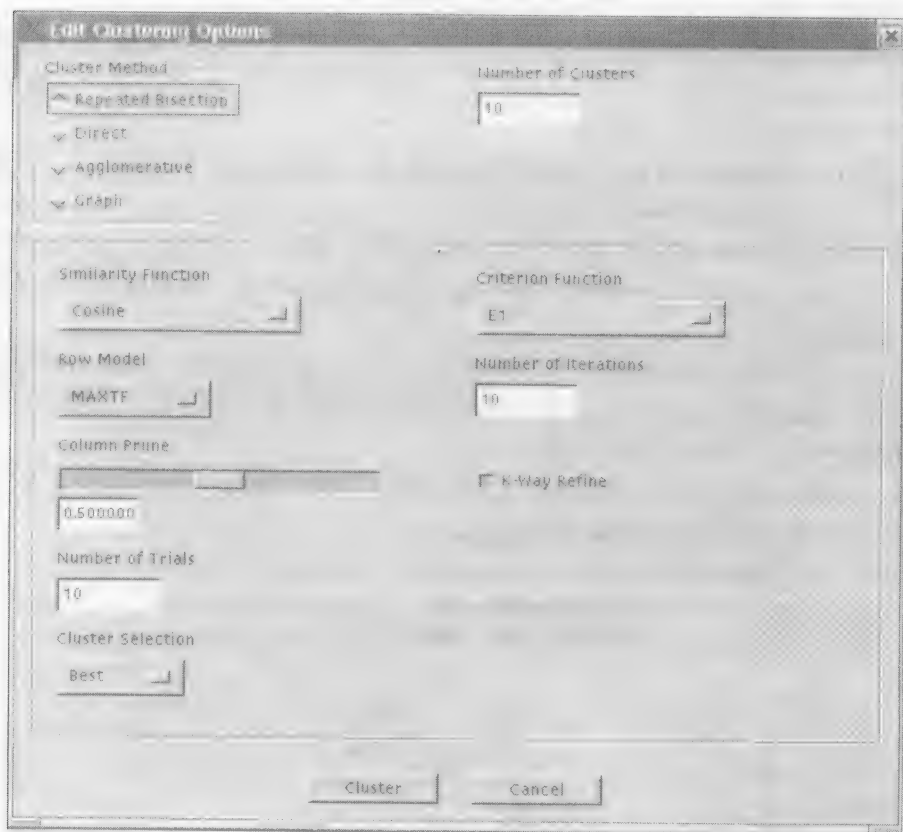 Edit Clustering Options
Cluster Method
Repeated Bisection
Direct
Agglomerative
Graph
Number of Clusters
10
Similarity Function
Cosine
Criterion Function
E1
Row Model
MAXTF
Number of Iterations
10
Column Prune
0.500000
K-Way Refine
Number of Trials
10
Cluster Selection
Best
Cluster
Cancel